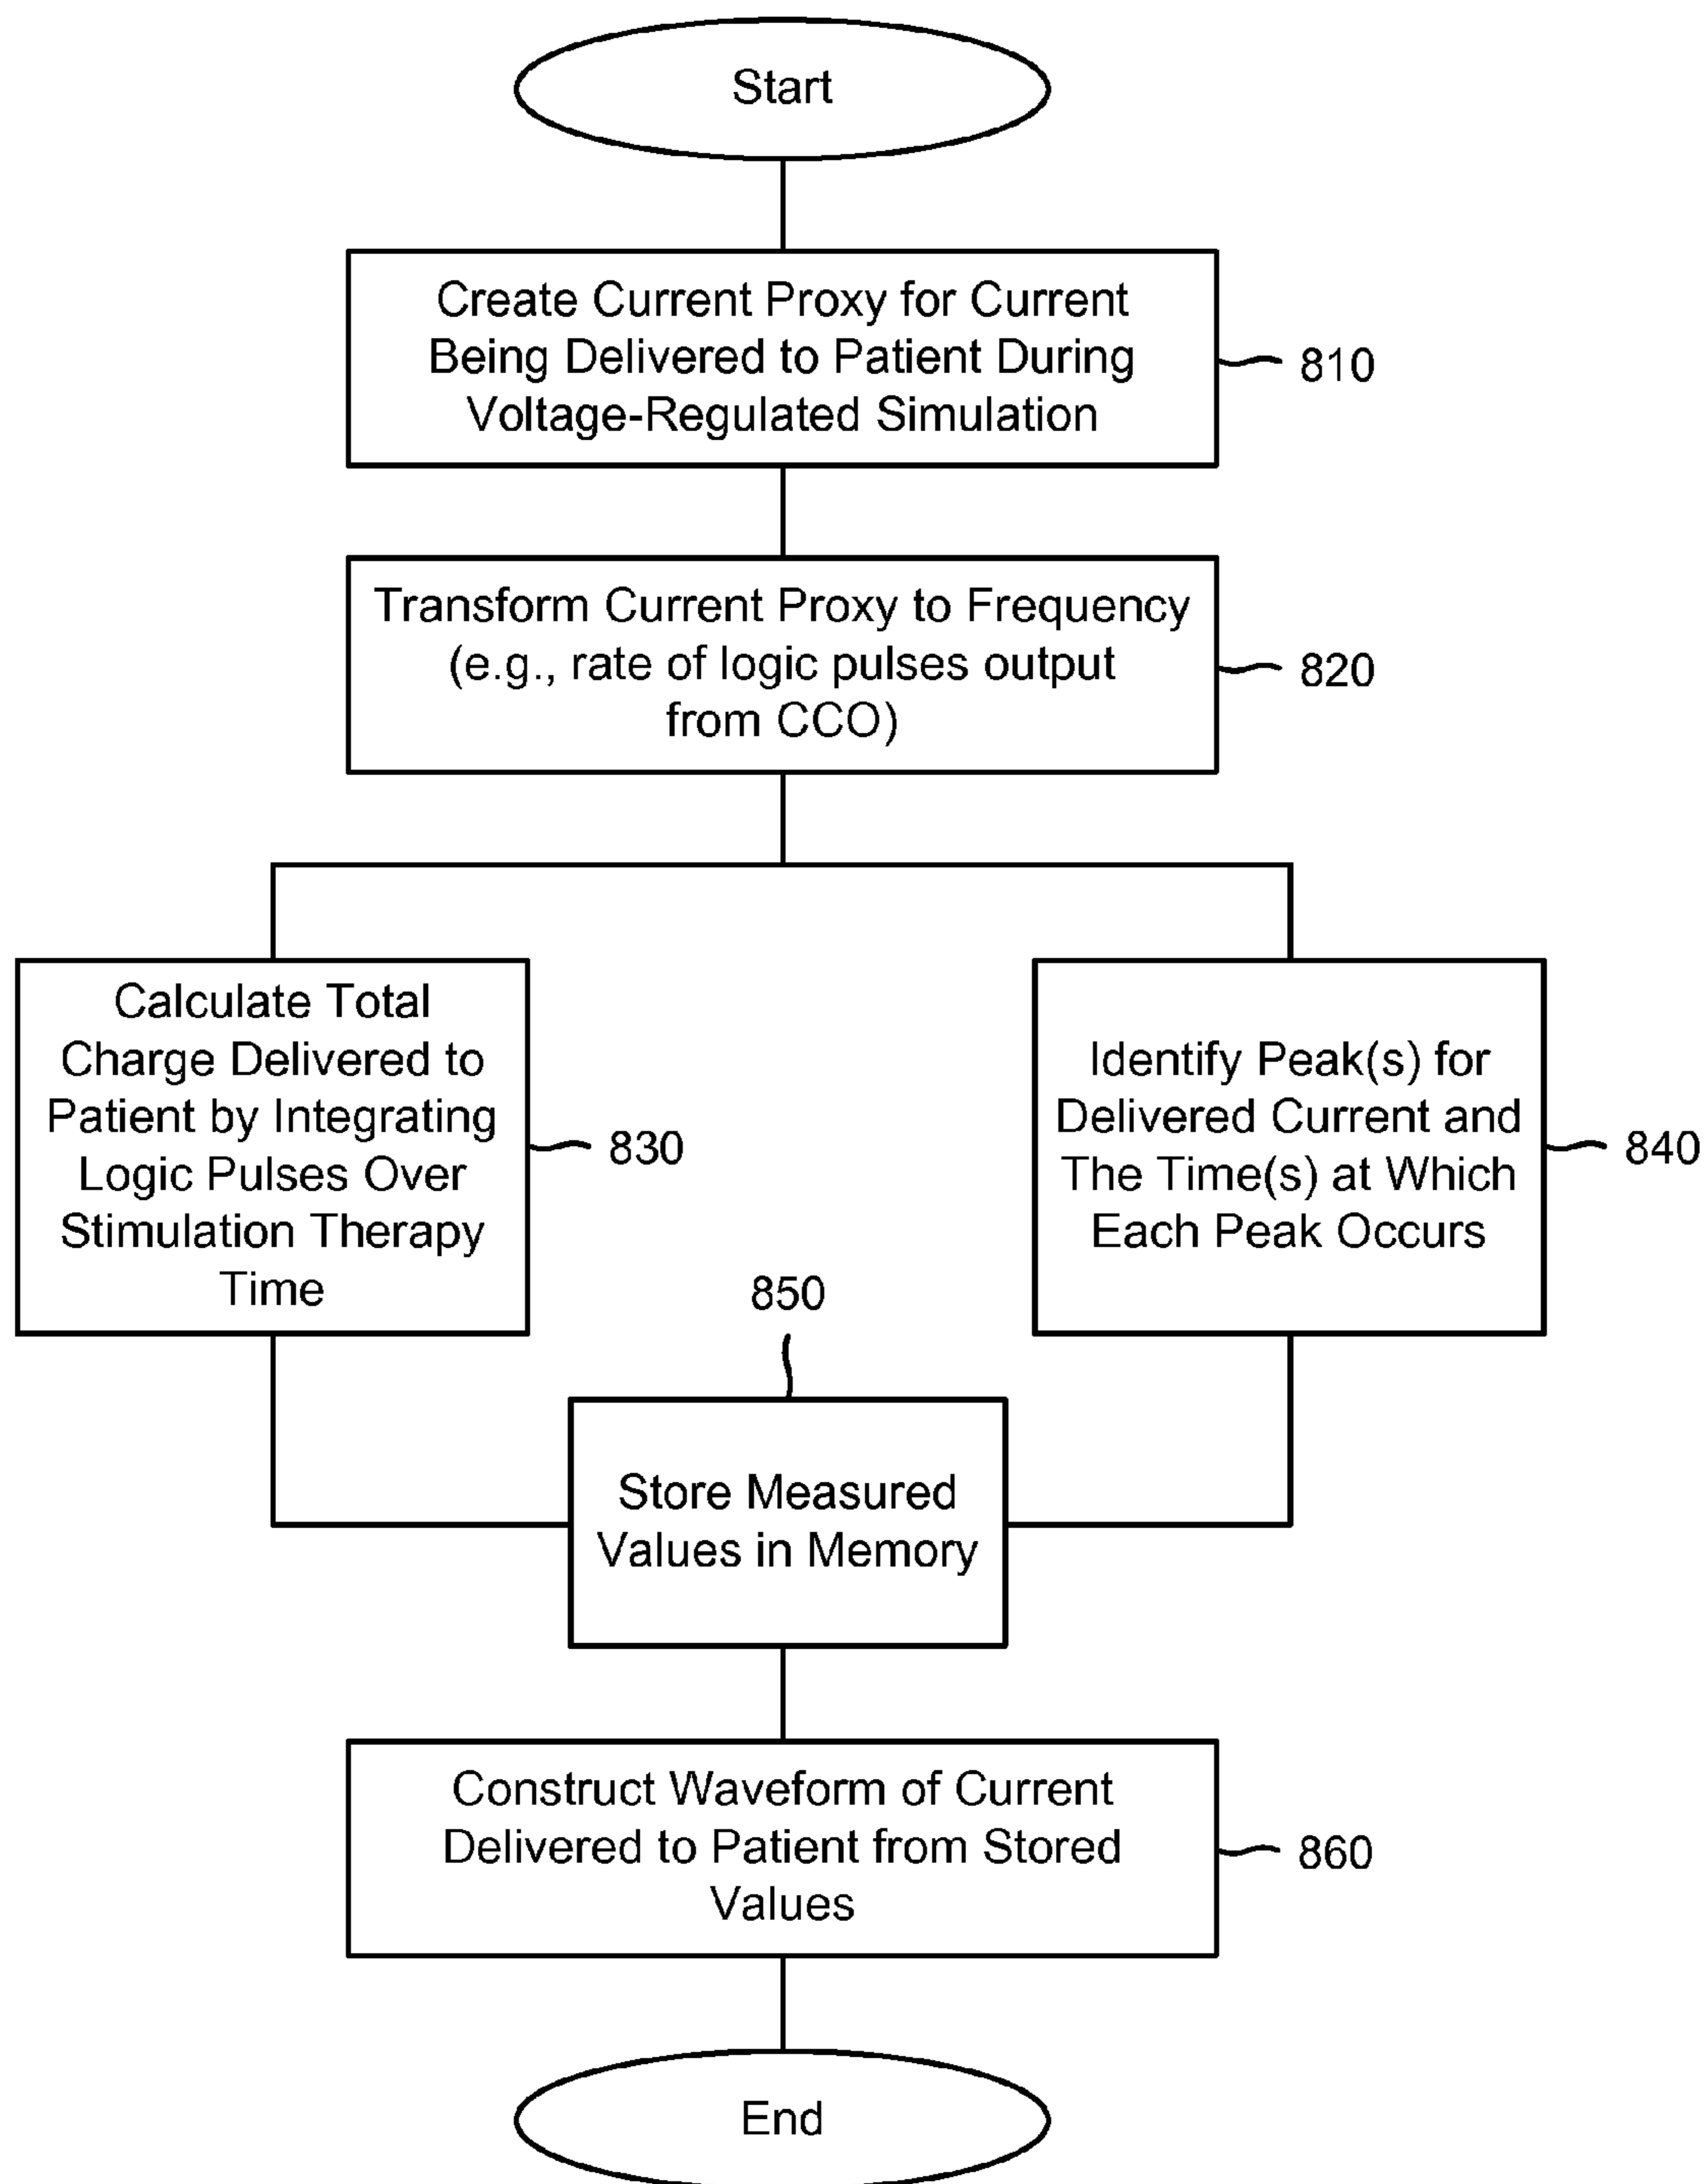 Start
Create Current Proxy for Current
Being Delivered to Patient During
Voltage-Regulated Simulation
810
Transform Current Proxy to Frequency
(e.g., rate of logic pulses output
from CCO)
820
Calculate Total
Charge Delivered to
Patient by Integrating
Logic Pulses Over
Stimulation Therapy
Time
830
Identify Peak(s) for
Delivered Current and
The Time(s) at Which
Each Peak Occurs
840
850
Store Measured
Values in Memory
Construct Waveform of Current
Delivered to Patient from Stored
Values
860
End